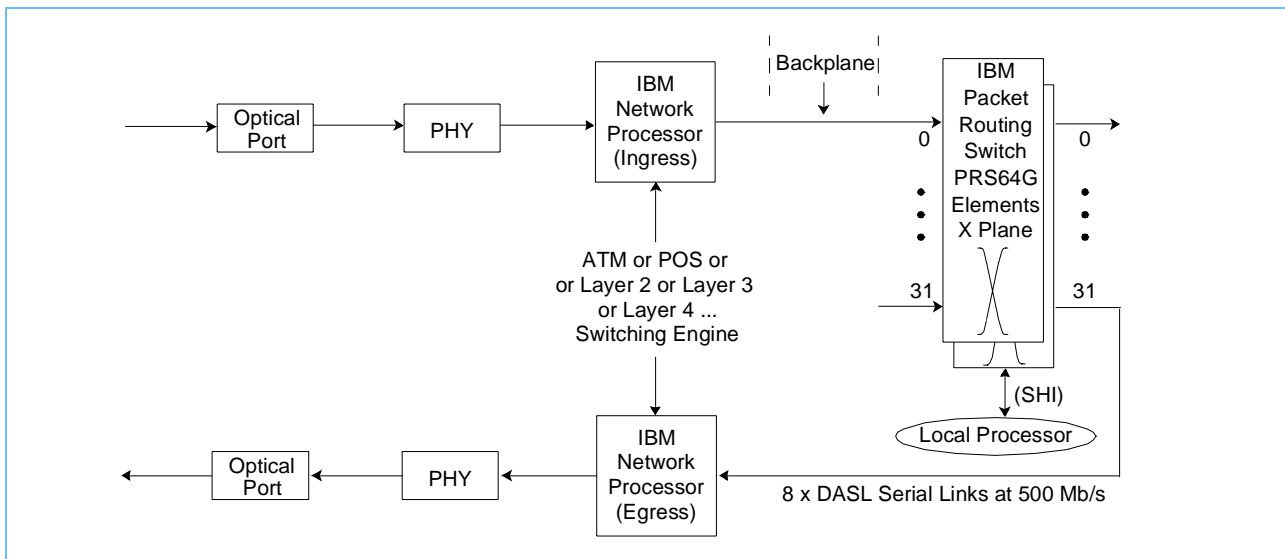 Backplane
IBM
Network
Processor
(Ingress)
IBM
Packet
Routing
Switch
PRS64G
Elements
X Plane
Optical
Port
PHY
0
0
ATM or POS or
or Layer 2 or Layer 3
or Layer 4 ...
Switching Engine
31
31
(SHI)
Local Processor
Optical
Port
PHY
IBM
Network
Processor
(Egress)
8 x DASL Serial Links at 500 Mb/s